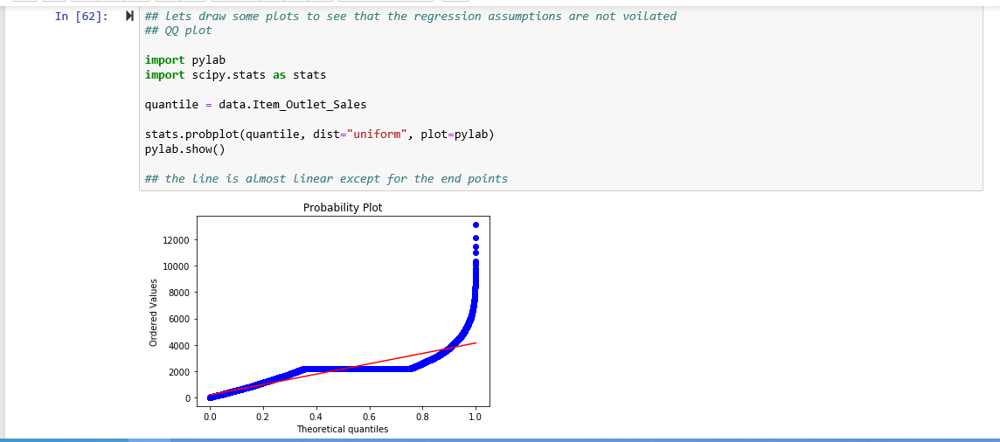 In [62]:
## lets draw some plots to see that the regression assumptions are not voilated
## QQ plot
import pylab
import scipy.stats as stats
quantile = data.Item_Outlet_Sales
stats.probplot(quantile, dist="uniform", plot=pylab)
pylab.show()
## the line is almost linear except for the end points
Probability Plot
Ordered Values
12000
10000
8000
6000
4000
2000
0
0.0 0.2 0.4 0.6 0.8 1.0
Theoretical quantiles